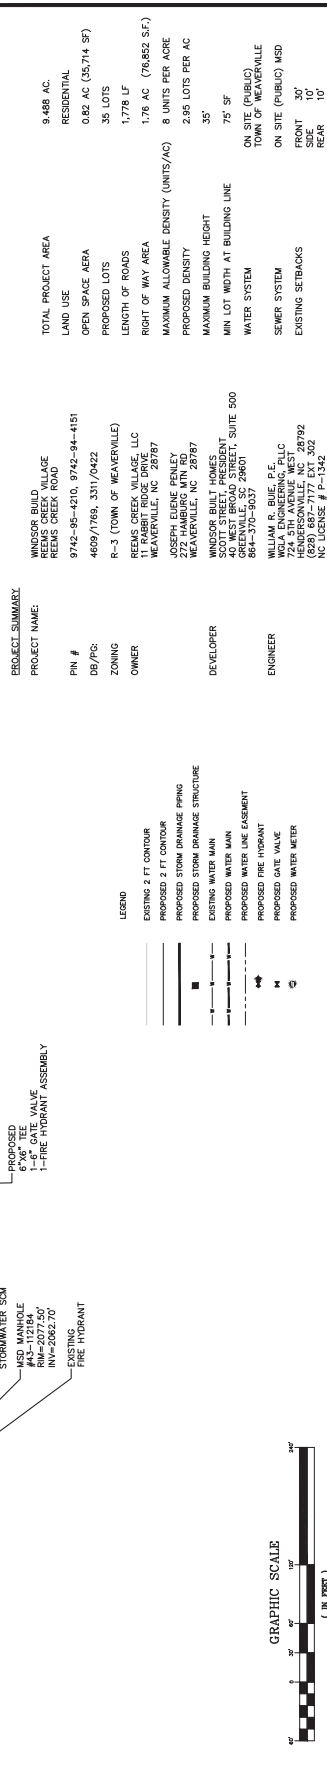 STORMWATER SCM
MSD MANHOLE
#43-112184
RIM=2077.50'
INV=2062.70'
EXISTING
FIRE HYDRANT
PROPOSED
6"X6" TEE
1-6" GATE VALVE
1-FIRE HYDRANT ASSEMBLY
GRAPHIC SCALE
60' 0 30' 60' 120' 240'
( IN FEET )
LEGEND
EXISTING 2 FT CONTOUR
PROPOSED 2 FT CONTOUR
PROPOSED STORM DRAINAGE PIPING
PROPOSED STORM DRAINAGE STRUCTURE
EXISTING WATER MAIN
PROPOSED WATER MAIN
PROPOSED WATER LINE EASEMENT
PROPOSED FIRE HYDRANT
PROPOSED GATE VALVE
PROPOSED WATER METER
PROJECT SUMMARY
PROJECT NAME: WINDSOR BUILD
REEMS CREEK VILLAGE
REEMS CREEK ROAD
PIN # 9742-95-4210, 9742-94-4151
DB/PG: 4609/1769, 3311/0422
ZONING R-3 (TOWN OF WEAVERVILLE)
OWNER REEMS CREEK VILLAGE, LLC
11 RABBIT RIDGE DRIVE
WEAVERVILLE, NC 28787
JOSEPH EUENE PENLEY
272 HAMBURG MTN RD
WEAVERVILLE, NC 28787
DEVELOPER WINDSOR BUILT HOMES
SCOTT STREET, PRESIDENT
40 WEST BROAD STREET, SUITE 500
GREENVILLE, SC 29601
864-370-9037
ENGINEER WILLIAM R. BUIE, P.E.
WGLA ENGINEERING, PLLC
724 5TH AVENUE WEST
HENDERSONVILLE, NC 28792
(828) 687-7177 EXT 302
NC LICENSE # P-1342
TOTAL PROJECT AREA 9.488 AC.
LAND USE RESIDENTIAL
OPEN SPACE AERA 0.82 AC (35,714 SF)
PROPOSED LOTS 35 LOTS
LENGTH OF ROADS 1,778 LF
RIGHT OF WAY AREA 1.76 AC (76,852 S.F.)
MAXIMUM ALLOWABLE DENSITY (UNITS/AC) 8 UNITS PER ACRE
PROPOSED DENSITY 2.95 LOTS PER AC
MAXIMUM BUILDING HEIGHT 35'
MIN LOT WIDTH AT BUILDING LINE 75' SF
WATER SYSTEM ON SITE (PUBLIC)
TOWN OF WEAVERVILLE
SEWER SYSTEM ON SITE (PUBLIC) MSD
EXISTING SETBACKS FRONT 30'
SIDE 10'
REAR 10'